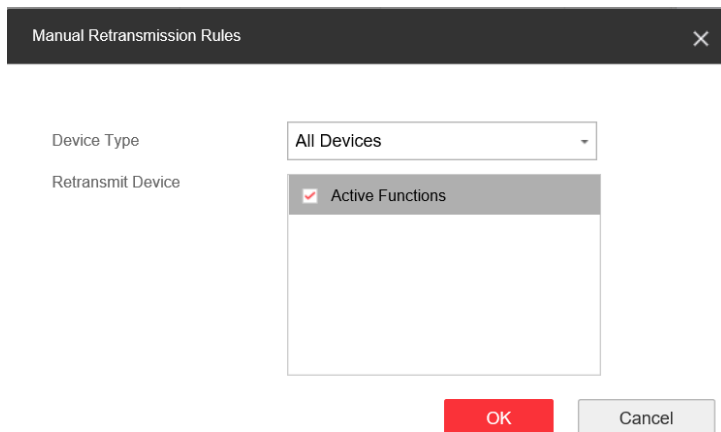 Manual Retransmission Rules
Device Type
All Devices
Retransmit Device
Active Functions
OK
Cancel